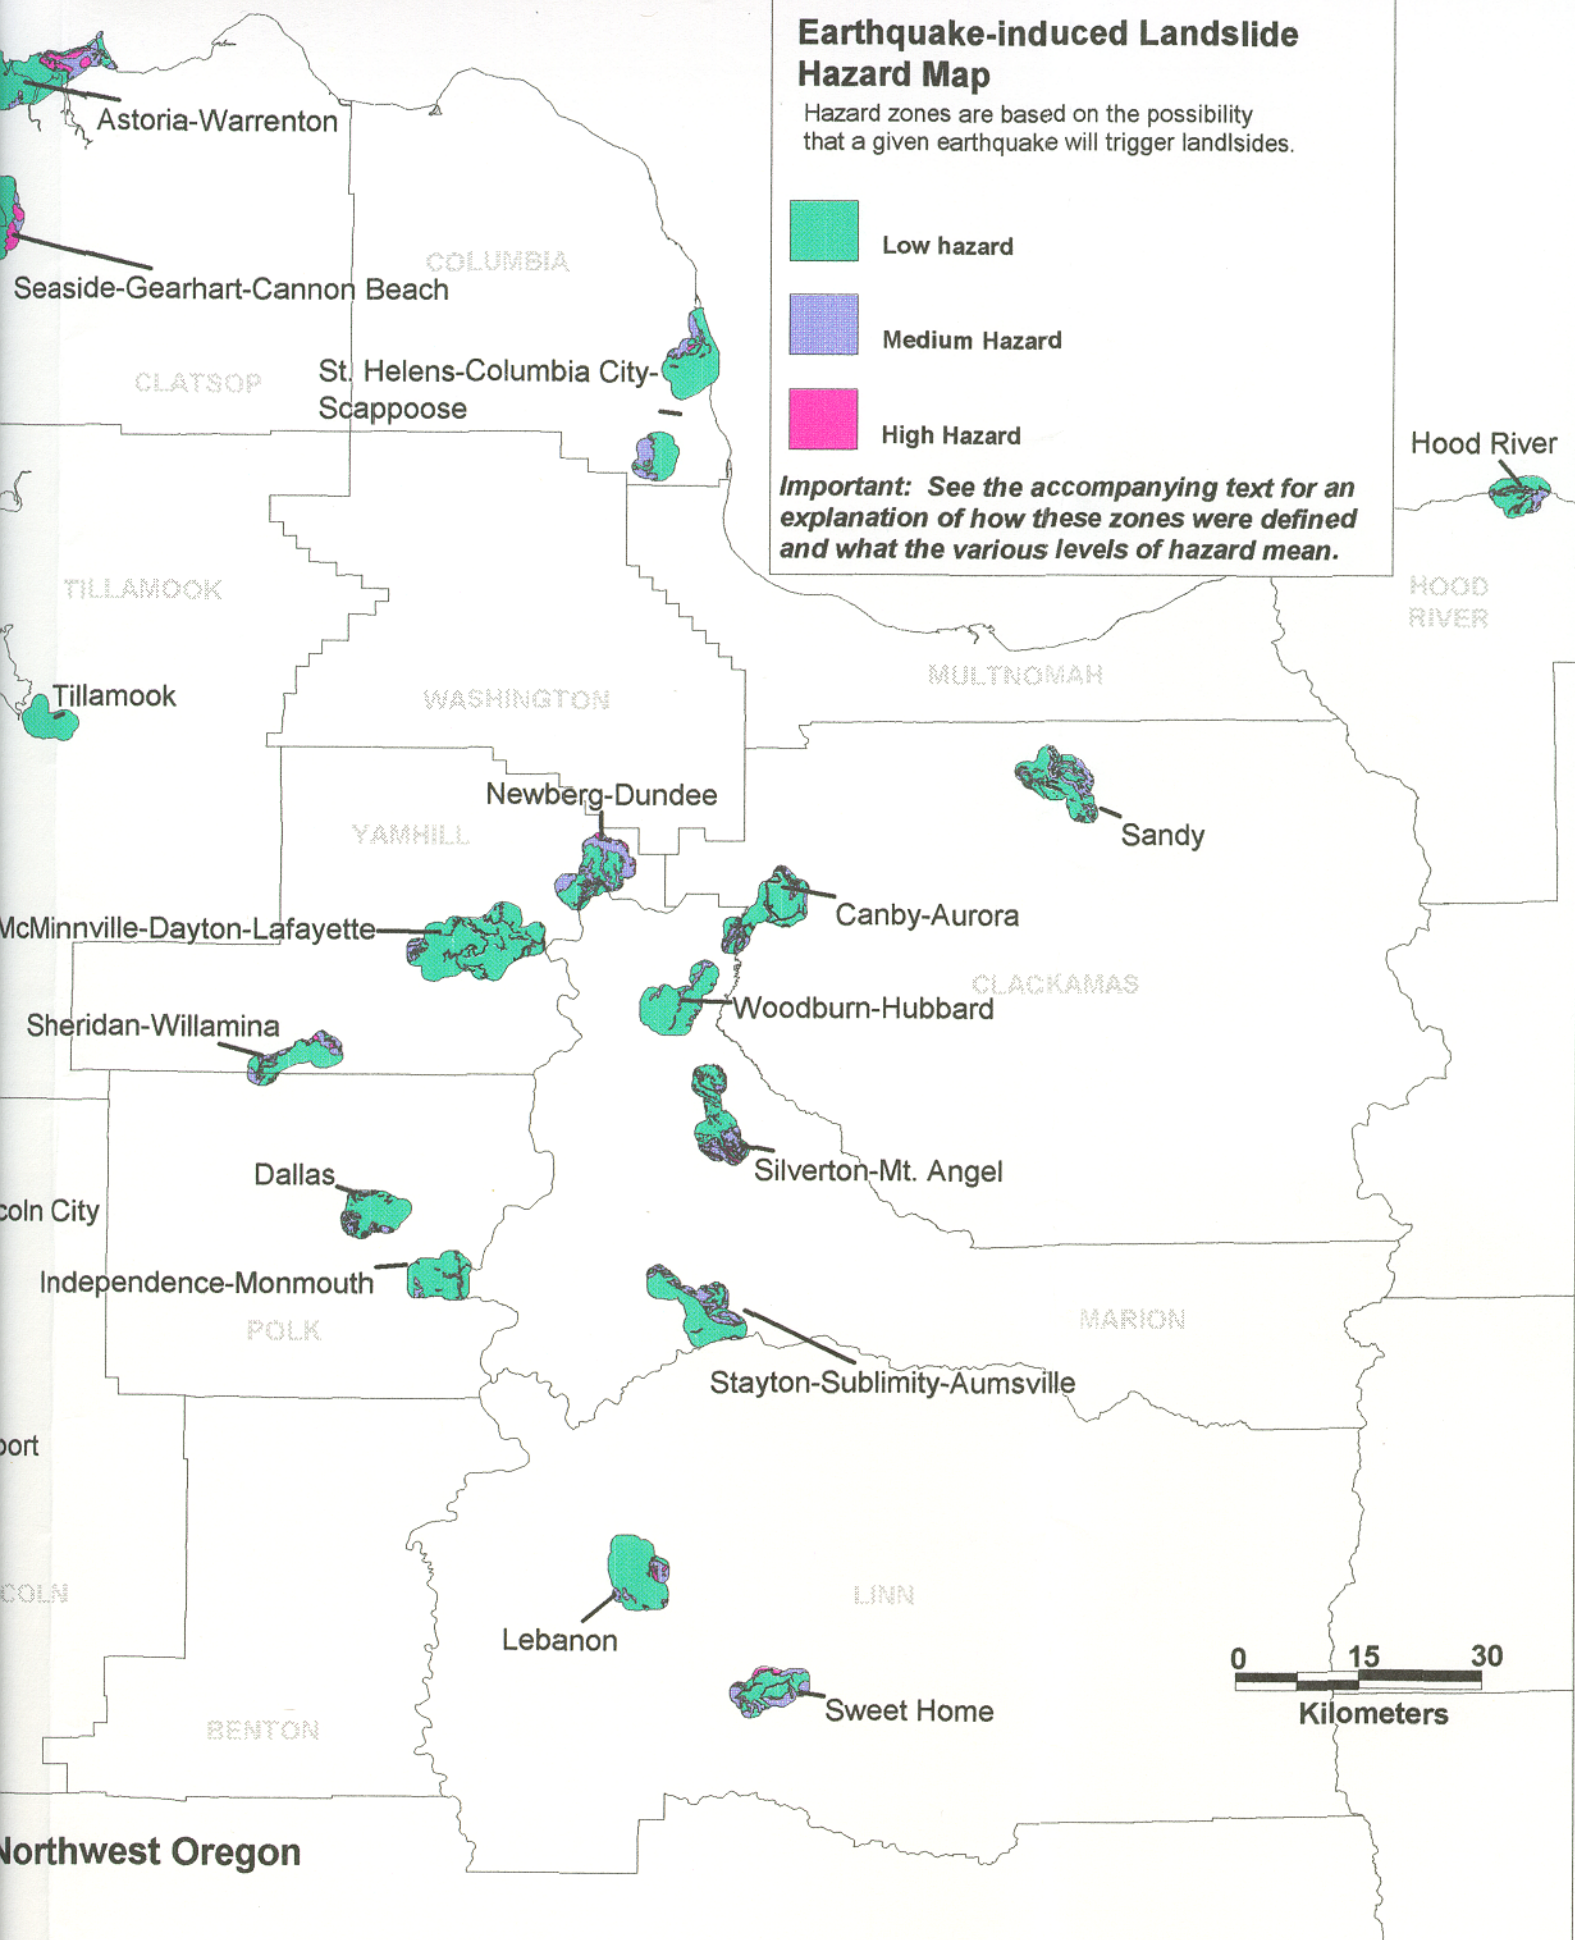 Earthquake-induced Landslide
Hazard Map
Hazard zones are based on the possibility
that a given earthquake will trigger landlsides.
Low hazard
Medium Hazard
High Hazard
Important: See the accompanying text for an
explanation of how these zones were defined
and what the various levels of hazard mean.
Astoria-Warrenton
Seaside-Gearhart-Cannon Beach
COLUMBIA
CLATSOP
St. Helens-Columbia City-
Scappoose
Hood River
HOOD
RIVER
TILLAMOOK
Tillamook
WASHINGTON
MULTNOMAH
Newberg-Dundee
YAMHILL
Sandy
McMinnville-Dayton-Lafayette
Canby-Aurora
CLACKAMAS
Woodburn-Hubbard
Sheridan-Willamina
Silverton-Mt. Angel
Dallas
coln City
Independence-Monmouth
POLK
MARION
Stayton-Sublimity-Aumsville
port
COLN
LINN
Lebanon
Sweet Home
0 15 30
Kilometers
BENTON
Northwest Oregon